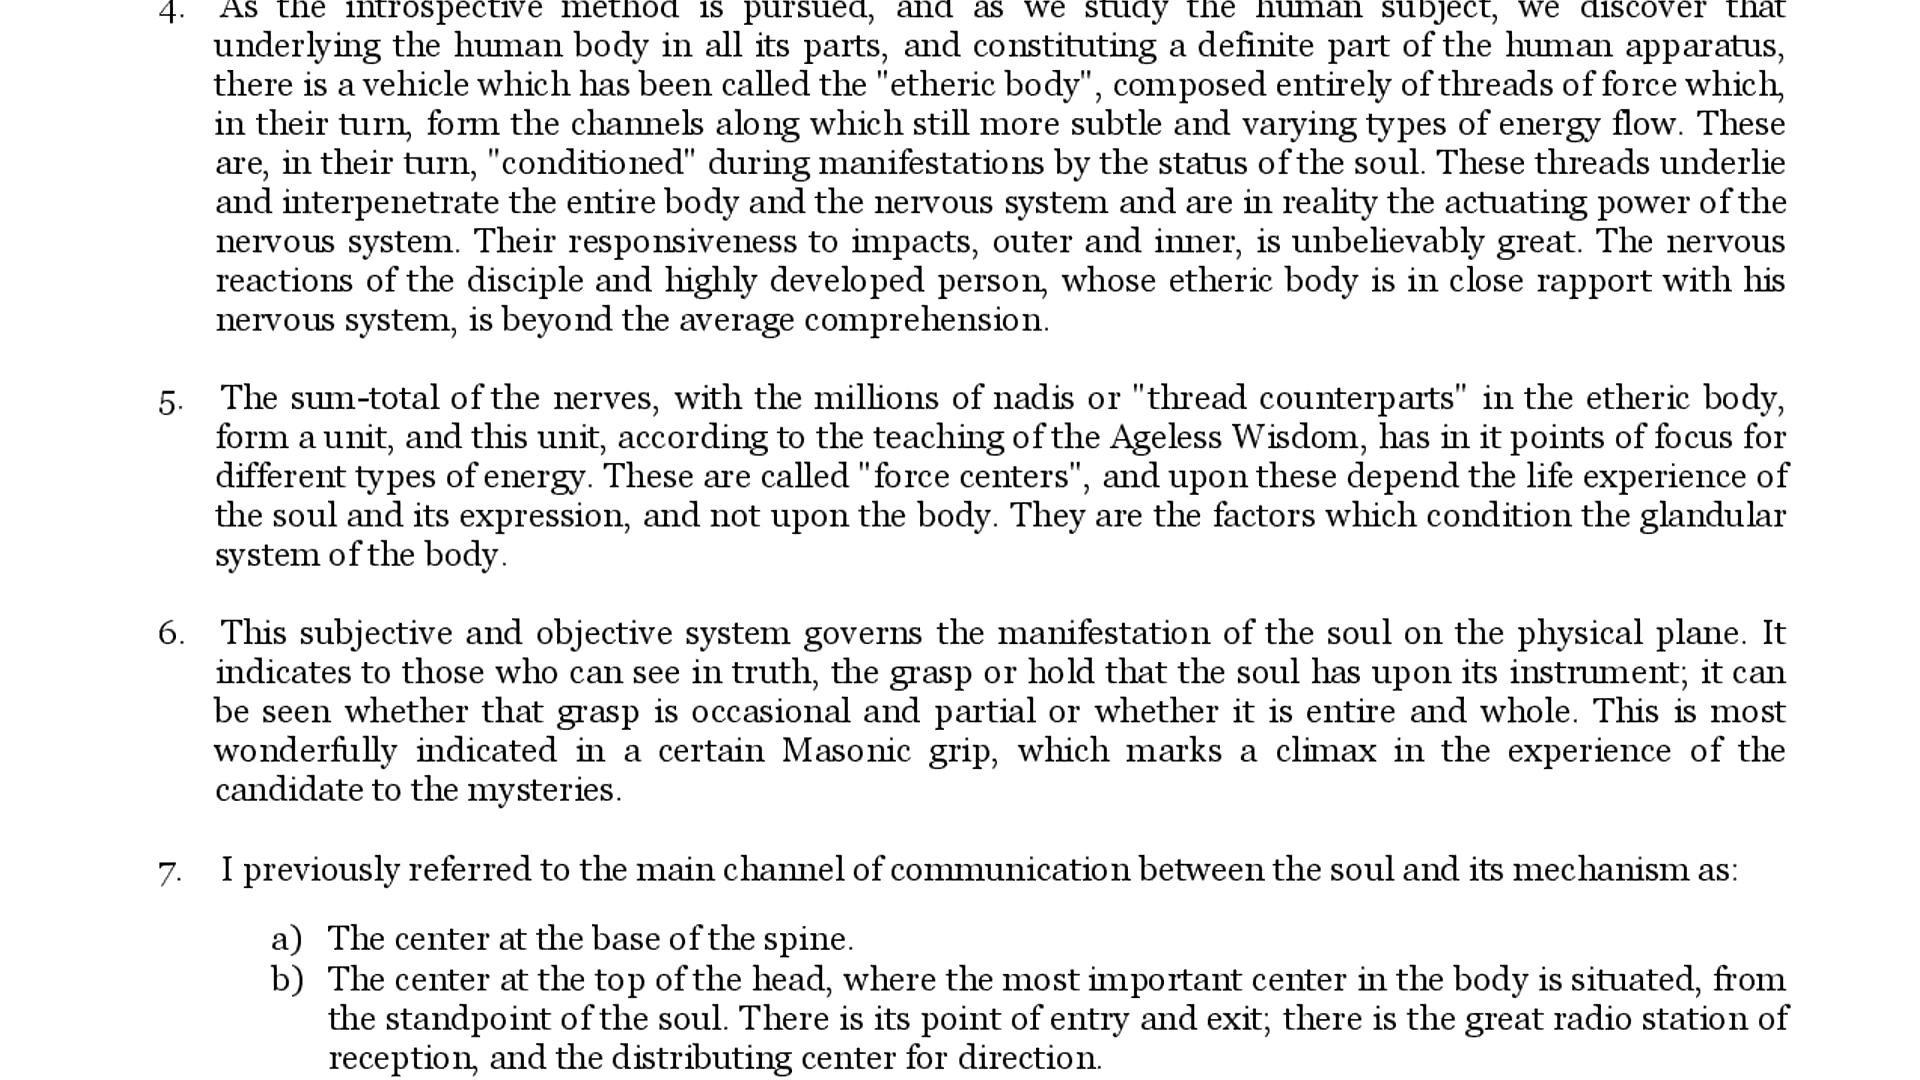 4. As the introspective method is pursued, and as we study the human subject, we discover that
underlying the human body in all its parts, and constituting a definite part of the human apparatus,
there is a vehicle which has been called the "etheric body", composed entirely of threads of force which,
in their turn, form the channels along which still more subtle and varying types of energy flow. These
are, in their turn, "conditioned" during manifestations by the status of the soul. These threads underlie
and interpenetrate the entire body and the nervous system and are in reality the actuating power of the
nervous system. Their responsiveness to impacts, outer and inner, is unbelievably great. The nervous
reactions of the disciple and highly developed person, whose etheric body is in close rapport with his
nervous system, is beyond the average comprehension.
5. The sum-total of the nerves, with the millions of nadis or "thread counterparts" in the etheric body,
form a unit, and this unit, according to the teaching of the Ageless Wisdom, has in it points of focus for
different types of energy. These are called "force centers", and upon these depend the life experience of
the soul and its expression, and not upon the body. They are the factors which condition the glandular
system of the body.
6. This subjective and objective system governs the manifestation of the soul on the physical plane. It
indicates to those who can see in truth, the grasp or hold that the soul has upon its instrument; it can
be seen whether that grasp is occasional and partial or whether it is entire and whole. This is most
wonderfully indicated in a certain Masonic grip, which marks a climax in the experience of the
candidate to the mysteries.
7. I previously referred to the main channel of communication between the soul and its mechanism as:
a) The center at the base of the spine.
b) The center at the top of the head, where the most important center in the body is situated, from
the standpoint of the soul. There is its point of entry and exit; there is the great radio station of
reception, and the distributing center for direction.